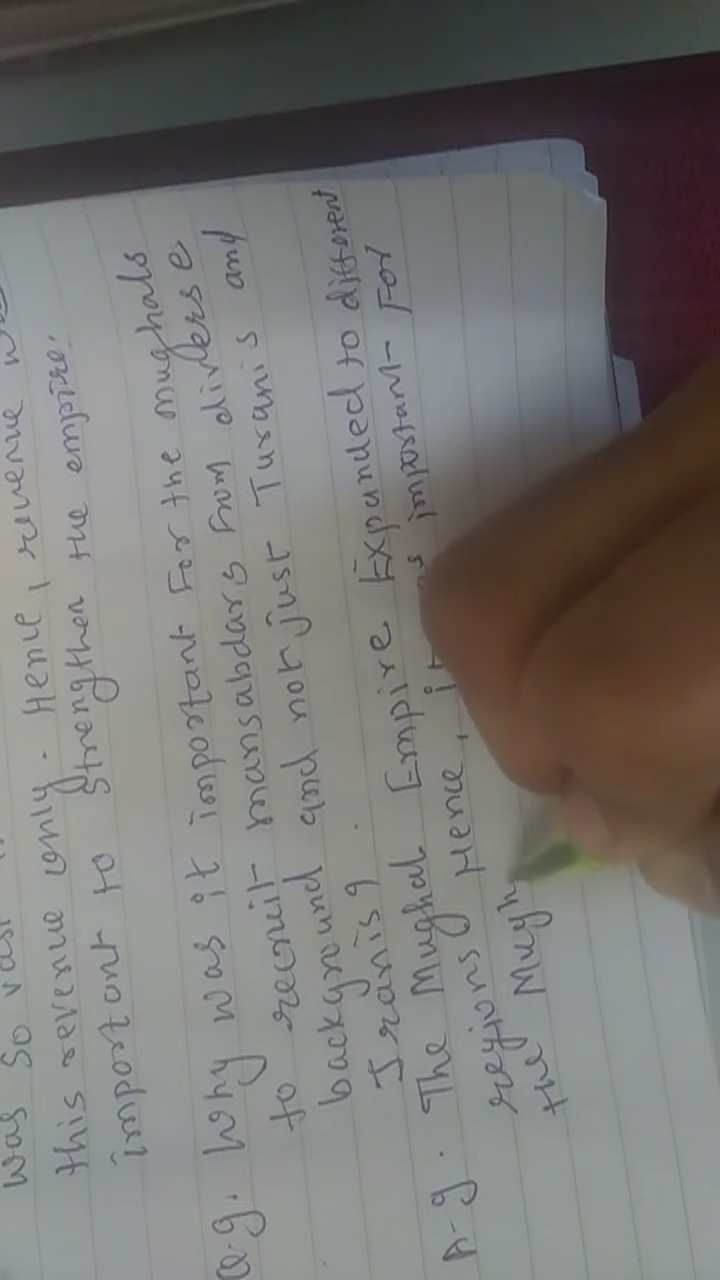 was so vast
this revenue only. Hence, revenue
important to strengthen the empire.
Q.9. Why was it important For the mughals
to recruit mansabdars From diverse
background and not just Turanis and
Iranis?
A.9. The Mughal Empire Expanded to different
regions Hence, important For
the Mugh